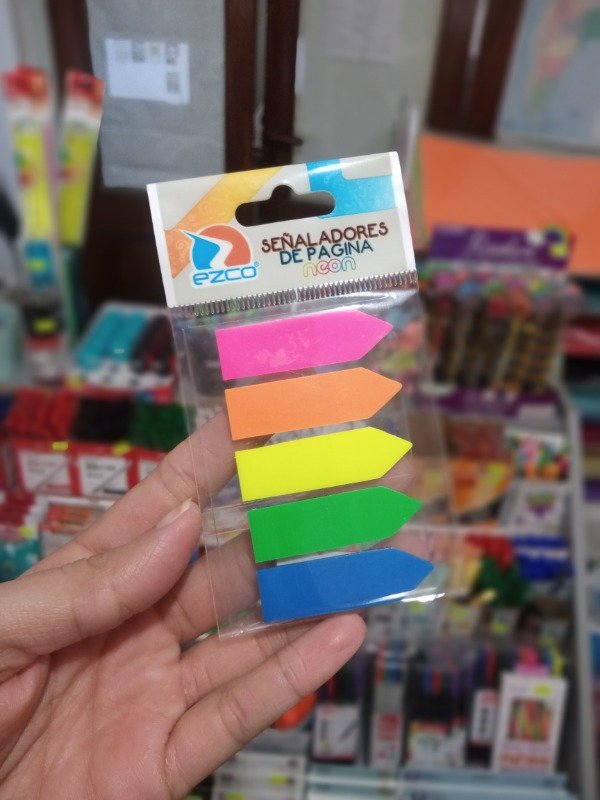 SEÑALADORES
DE PAGINA
neon
ezco®